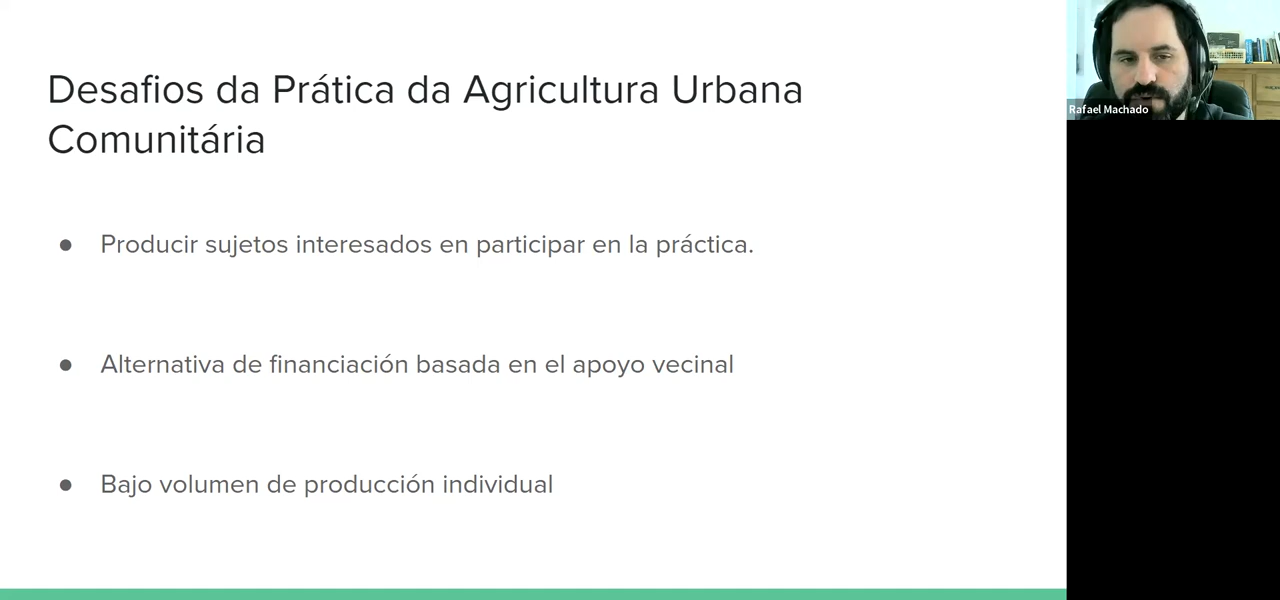 Desafios da Prática da Agricultura Urbana
Comunitária
● Producir sujetos interesados en participar en la práctica.
● Alternativa de financiación basada en el apoyo vecinal
● Bajo volumen de producción individual
Rafael Machado